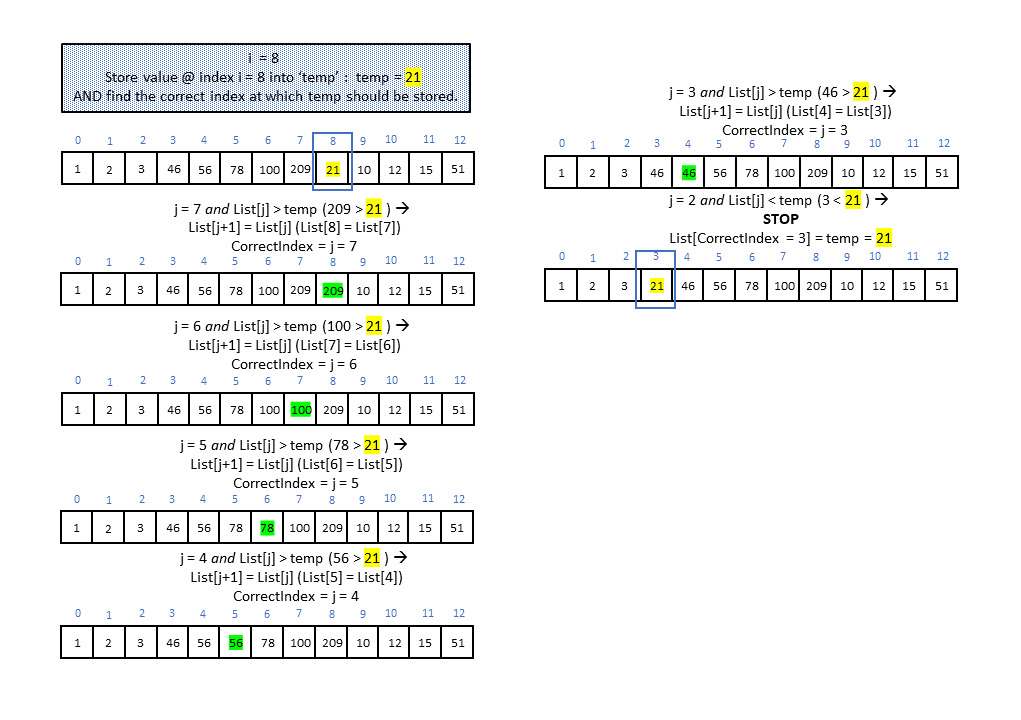 i = 8
Store value @ index i = 8 into ‘temp’ : temp = 21
AND find the correct index at which temp should be stored.
0 1 2 3 4 5 6 7 8 9 10 11 12
1 2 3 46 56 78 100 209 21 10 12 15 51
j = 7 and List[j] > temp (209 > 21 ) →
List[j+1] = List[j] (List[8] = List[7])
CorrectIndex = j = 7
0 1 2 3 4 5 6 7 8 9 10 11 12
1 2 3 46 56 78 100 209 209 10 12 15 51
j = 6 and List[j] > temp (100 > 21 ) →
List[j+1] = List[j] (List[7] = List[6])
CorrectIndex = j = 6
0 1 2 3 4 5 6 7 8 9 10 11 12
1 2 3 46 56 78 100 100 209 10 12 15 51
j = 5 and List[j] > temp (78 > 21 ) →
List[j+1] = List[j] (List[6] = List[5])
CorrectIndex = j = 5
0 1 2 3 4 5 6 7 8 9 10 11 12
1 2 3 46 56 78 78 100 209 10 12 15 51
j = 4 and List[j] > temp (56 > 21 ) →
List[j+1] = List[j] (List[5] = List[4])
CorrectIndex = j = 4
0 1 2 3 4 5 6 7 8 9 10 11 12
1 2 3 46 56 56 78 100 209 10 12 15 51
j = 3 and List[j] > temp (46 > 21 ) →
List[j+1] = List[j] (List[4] = List[3])
CorrectIndex = j = 3
0 1 2 3 4 5 6 7 8 9 10 11 12
1 2 3 46 46 56 78 100 209 10 12 15 51
j = 2 and List[j] < temp (3 < 21 ) →
STOP
List[CorrectIndex = 3] = temp = 21
0 1 2 3 4 5 6 7 8 9 10 11 12
1 2 3 21 46 56 78 100 209 10 12 15 51